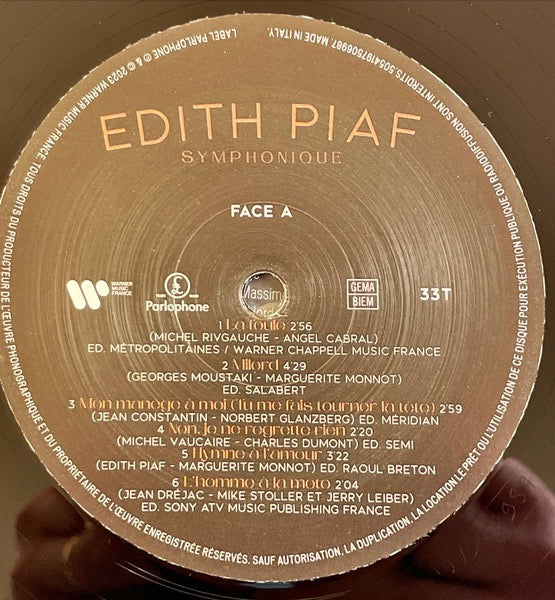 EDITH PIAF
SYMPHONIQUE
FACE A
WARNER
MUSIC
FRANCE
Parlophone
GEMA
BIEM
33T
Massim
1 La foule 2'56
(MICHEL RIVGAUCHE - ANGEL CABRAL)
ED. MÉTROPOLITAINES / WARNER CHAPPELL MUSIC FRANCE
2 Milord 4'29
(GEORGES MOUSTAKI - MARGUERITE MONNOT)
ED. SALABERT
3 Mon manège à moi (tu me fais tourner la tête) 2'59
(JEAN CONSTANTIN - NORBERT GLANZBERG) ED. MÉRIDIAN
4 Non, je ne regrette rien 2'20
(MICHEL VAUCAIRE - CHARLES DUMONT) ED. SEMI
5 Hymne à l'amour 3'22
(EDITH PIAF - MARGUERITE MONNOT) ED. RAOUL BRETON
6 L'homme à la moto 2'04
(JEAN DRÉJAC - MIKE STOLLER ET JERRY LEIBER)
ED. SONY ATV MUSIC PUBLISHING FRANCE
LABEL PARLOPHONE ℗ & © 2023 WARNER MUSIC FRANCE. TOUS DROITS DU PRODUCTEUR DE L'ŒUVRE PHONOGRAPHIQUE ET DU PROPRIETAIRE DE L'ŒUVRE ENREGISTRÉE RÉSERVÉS. SAUF AUTORISATION, LA DUPLICATION, LA LOCATION, LE PRÊT OU L'UTILISATION DE CE DISQUE POUR EXÉCUTION PUBLIQUE OU RADIODIFFUSION SONT INTERDITS. 5054197506987. MADE IN ITALY.